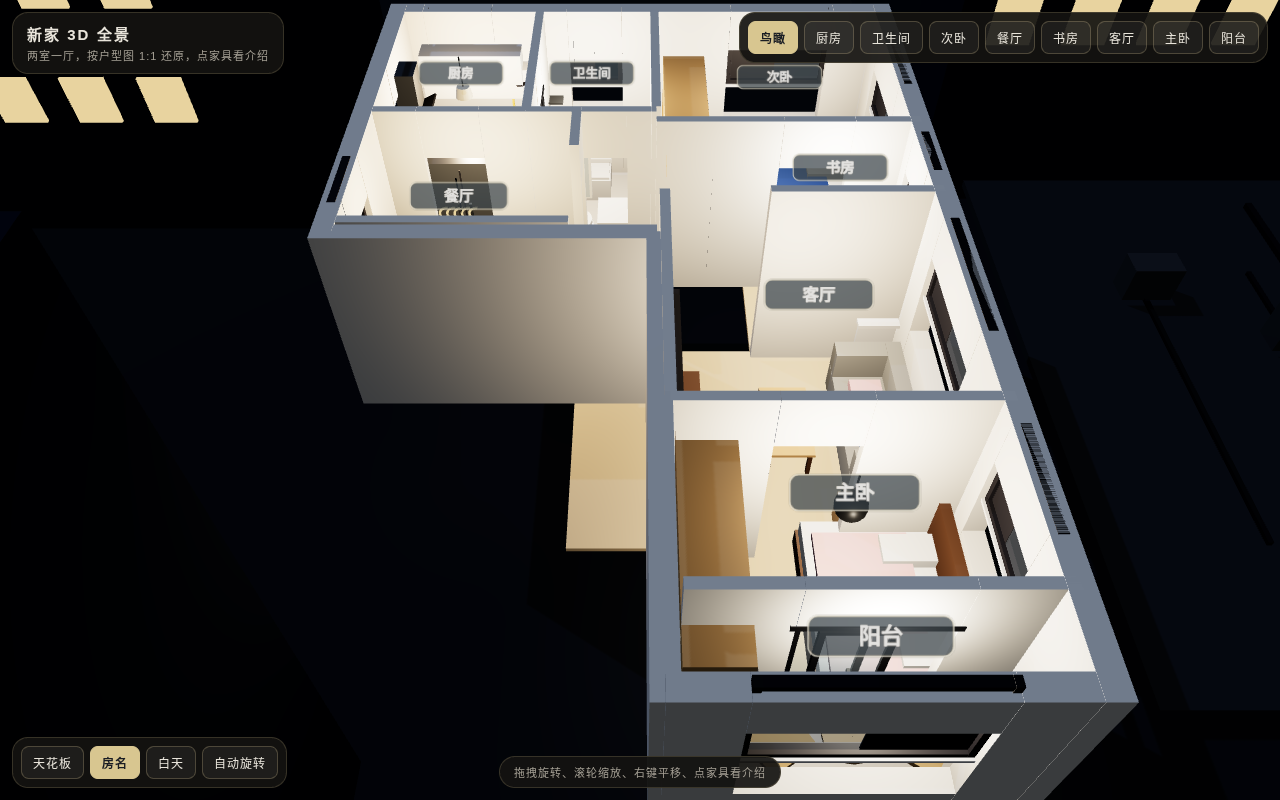 新家 3D 全景
两室一厅，按户型图 1:1 还原，点家具看介绍
鸟瞰
厨房
卫生间
次卧
餐厅
书房
客厅
主卧
阳台
厨房
卫生间
次卧
书房
餐厅
客厅
主卧
阳台
天花板
房名
白天
自动旋转
拖拽旋转、滚轮缩放、右键平移、点家具看介绍